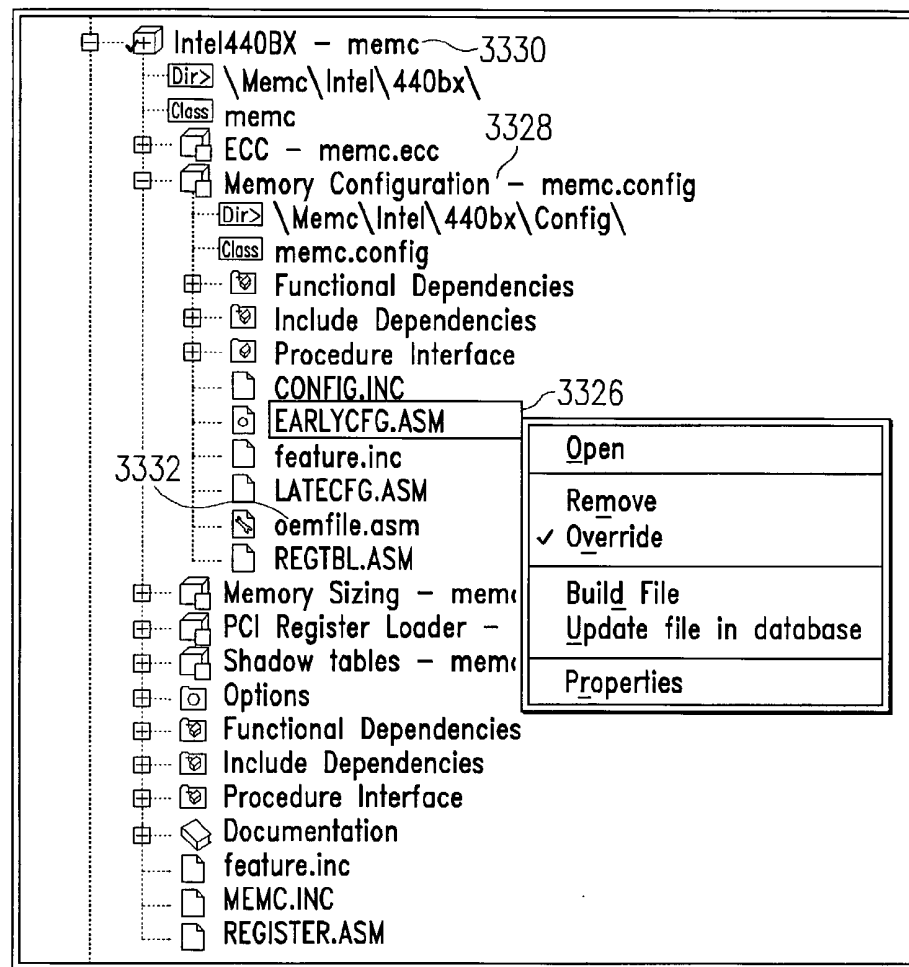 Intel440BX – memc 3330
Dir> \Memc\Intel\440bx\
Class memc
3328
ECC – memc.ecc
Memory Configuration – memc.config
Dir> \Memc\Intel\440bx\Config\
Class memc.config
Functional Dependencies
Include Dependencies
Procedure Interface
CONFIG.INC
3326
EARLYCFG.ASM
feature.inc
3332
LATECFG.ASM
oemfile.asm
REGTBL.ASM
Memory Sizing – mem
PCI Register Loader –
Shadow tables – mem
Options
Functional Dependencies
Include Dependencies
Procedure Interface
Documentation
feature.inc
MEMC.INC
REGISTER.ASM
Open
Remove
✓ Override
Build File
Update file in database
Properties